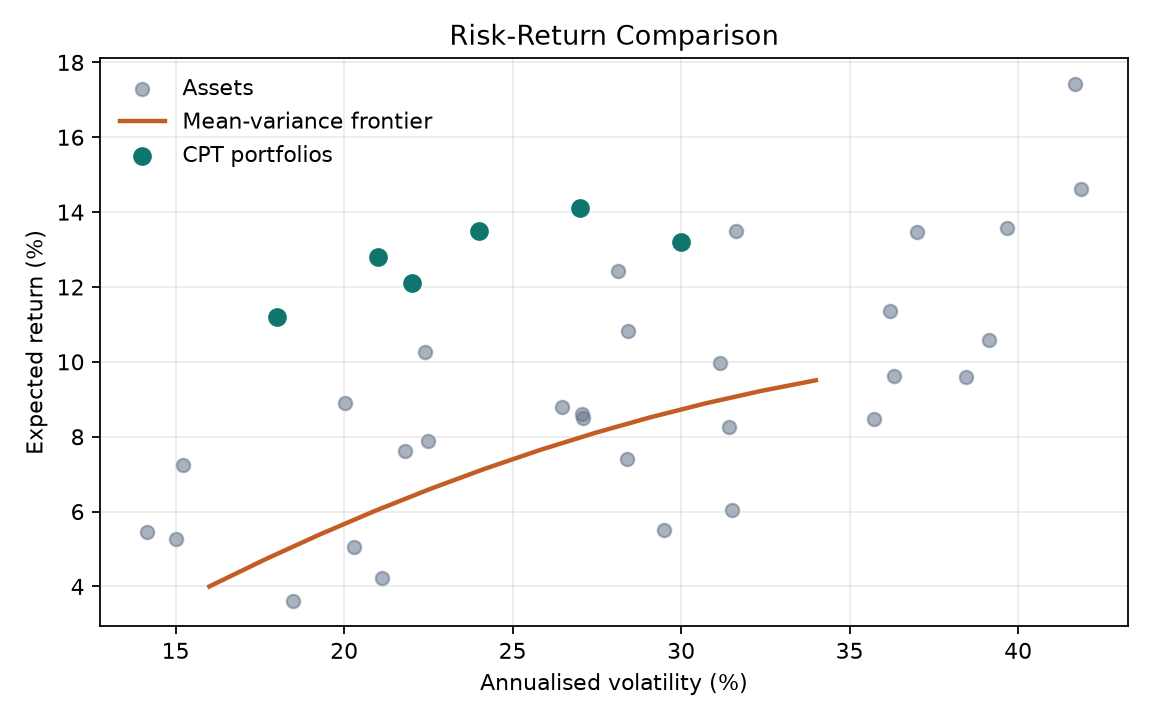 Risk-Return Comparison
18
16
14
12
10
8
6
4
Expected return (%)
Assets
Mean-variance frontier
CPT portfolios
15 20 25 30 35 40
Annualised volatility (%)